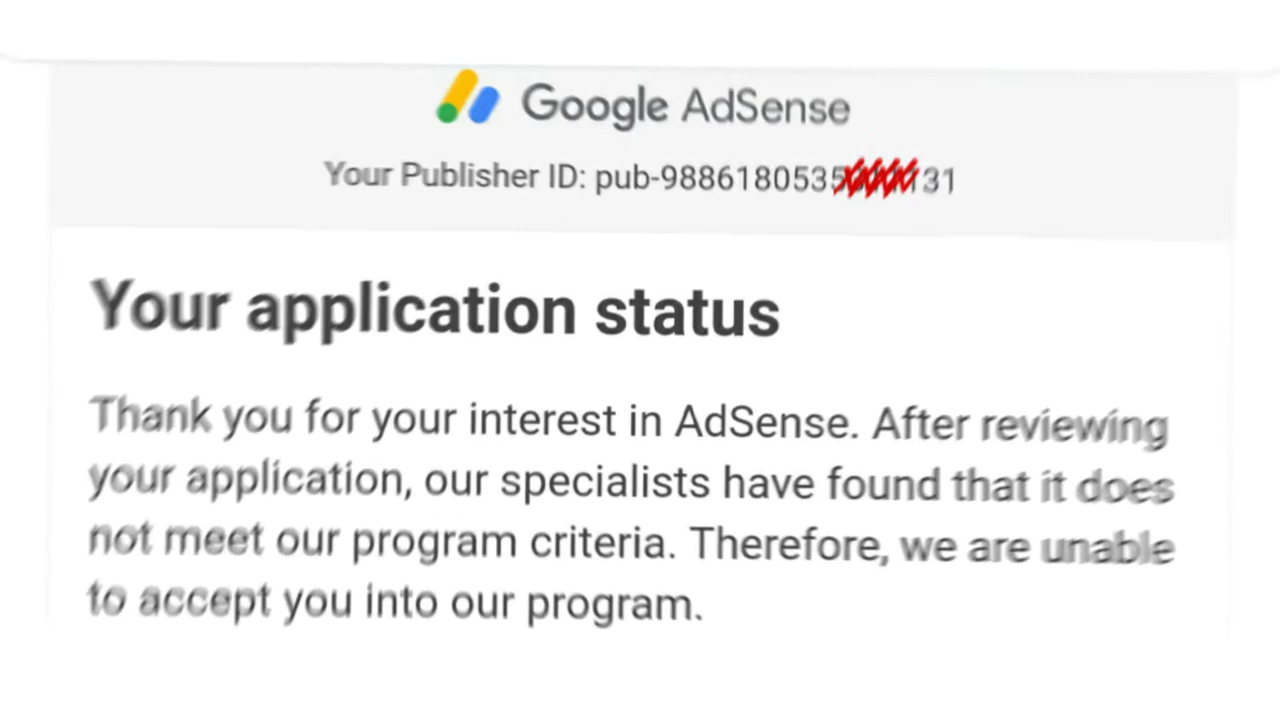 Google AdSense
Your Publisher ID: pub-9886180535 131
Your application status
Thank you for your interest in AdSense. After reviewing
your application, our specialists have found that it does
not meet our program criteria. Therefore, we are unable
to accept you into our program.